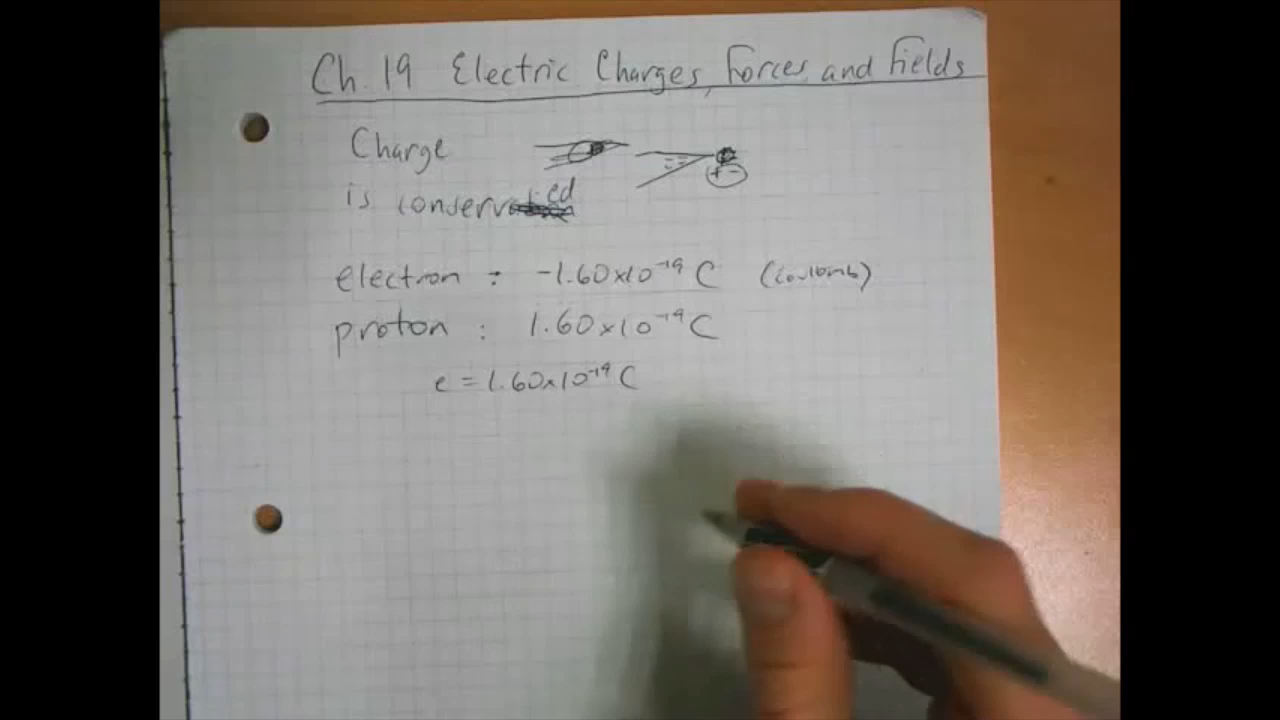 Ch. 19 Electric Charges, Forces, and Fields
Charge
- -
+ -
is conserved
electron : -1.60x10⁻¹⁹ C (Coulomb)
proton : 1.60x10⁻¹⁹ C
e = 1.60x10⁻¹⁹ C